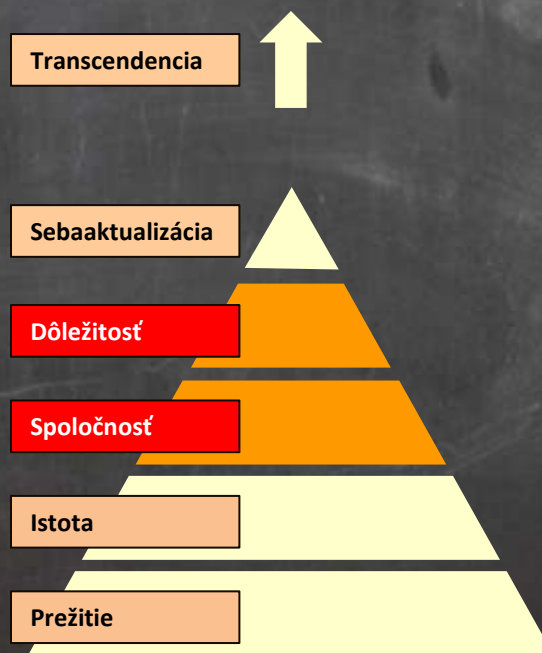 Transcendencia
Sebaaktualizácia
Dôležitosť
Spoločnosť
Istota
Prežitie